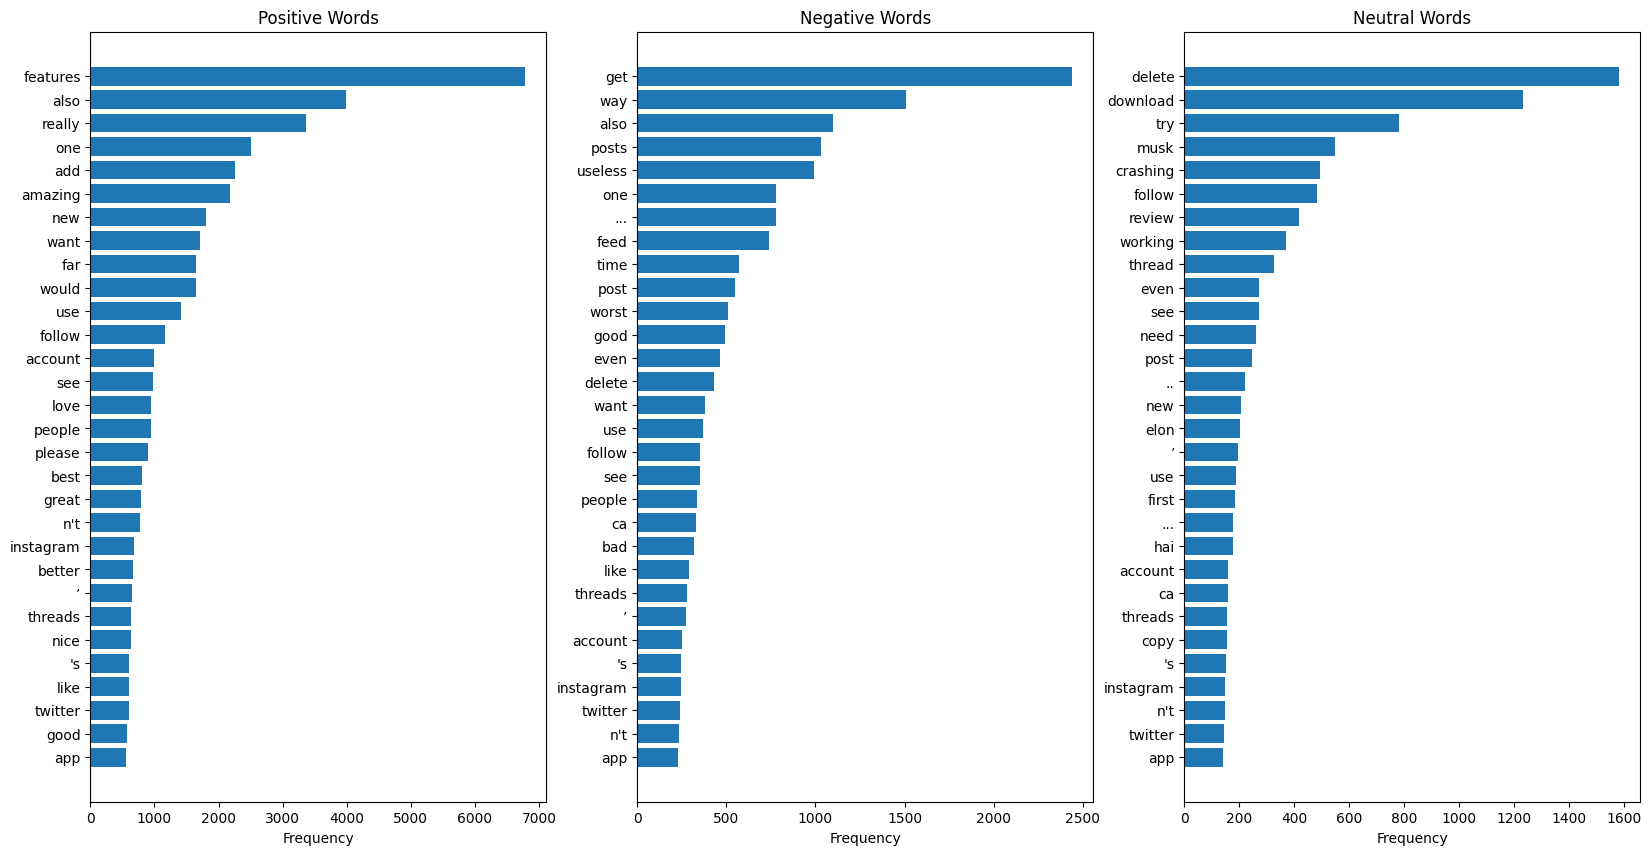 Positive Words
features
also
really
one
add
amazing
new
want
far
would
use
follow
account
see
love
people
please
best
great
n't
instagram
better
’
threads
nice
's
like
twitter
good
app
0 1000 2000 3000 4000 5000 6000 7000
Frequency
Negative Words
get
way
also
posts
useless
one
...
feed
time
post
worst
good
even
delete
want
use
follow
see
people
ca
bad
like
threads
’
account
's
instagram
twitter
n't
app
0 500 1000 1500 2000 2500
Frequency
Neutral Words
delete
download
try
musk
crashing
follow
review
working
thread
even
see
need
post
..
new
elon
’
use
first
...
hai
account
ca
threads
copy
's
instagram
n't
twitter
app
0 200 400 600 800 1000 1200 1400 1600
Frequency